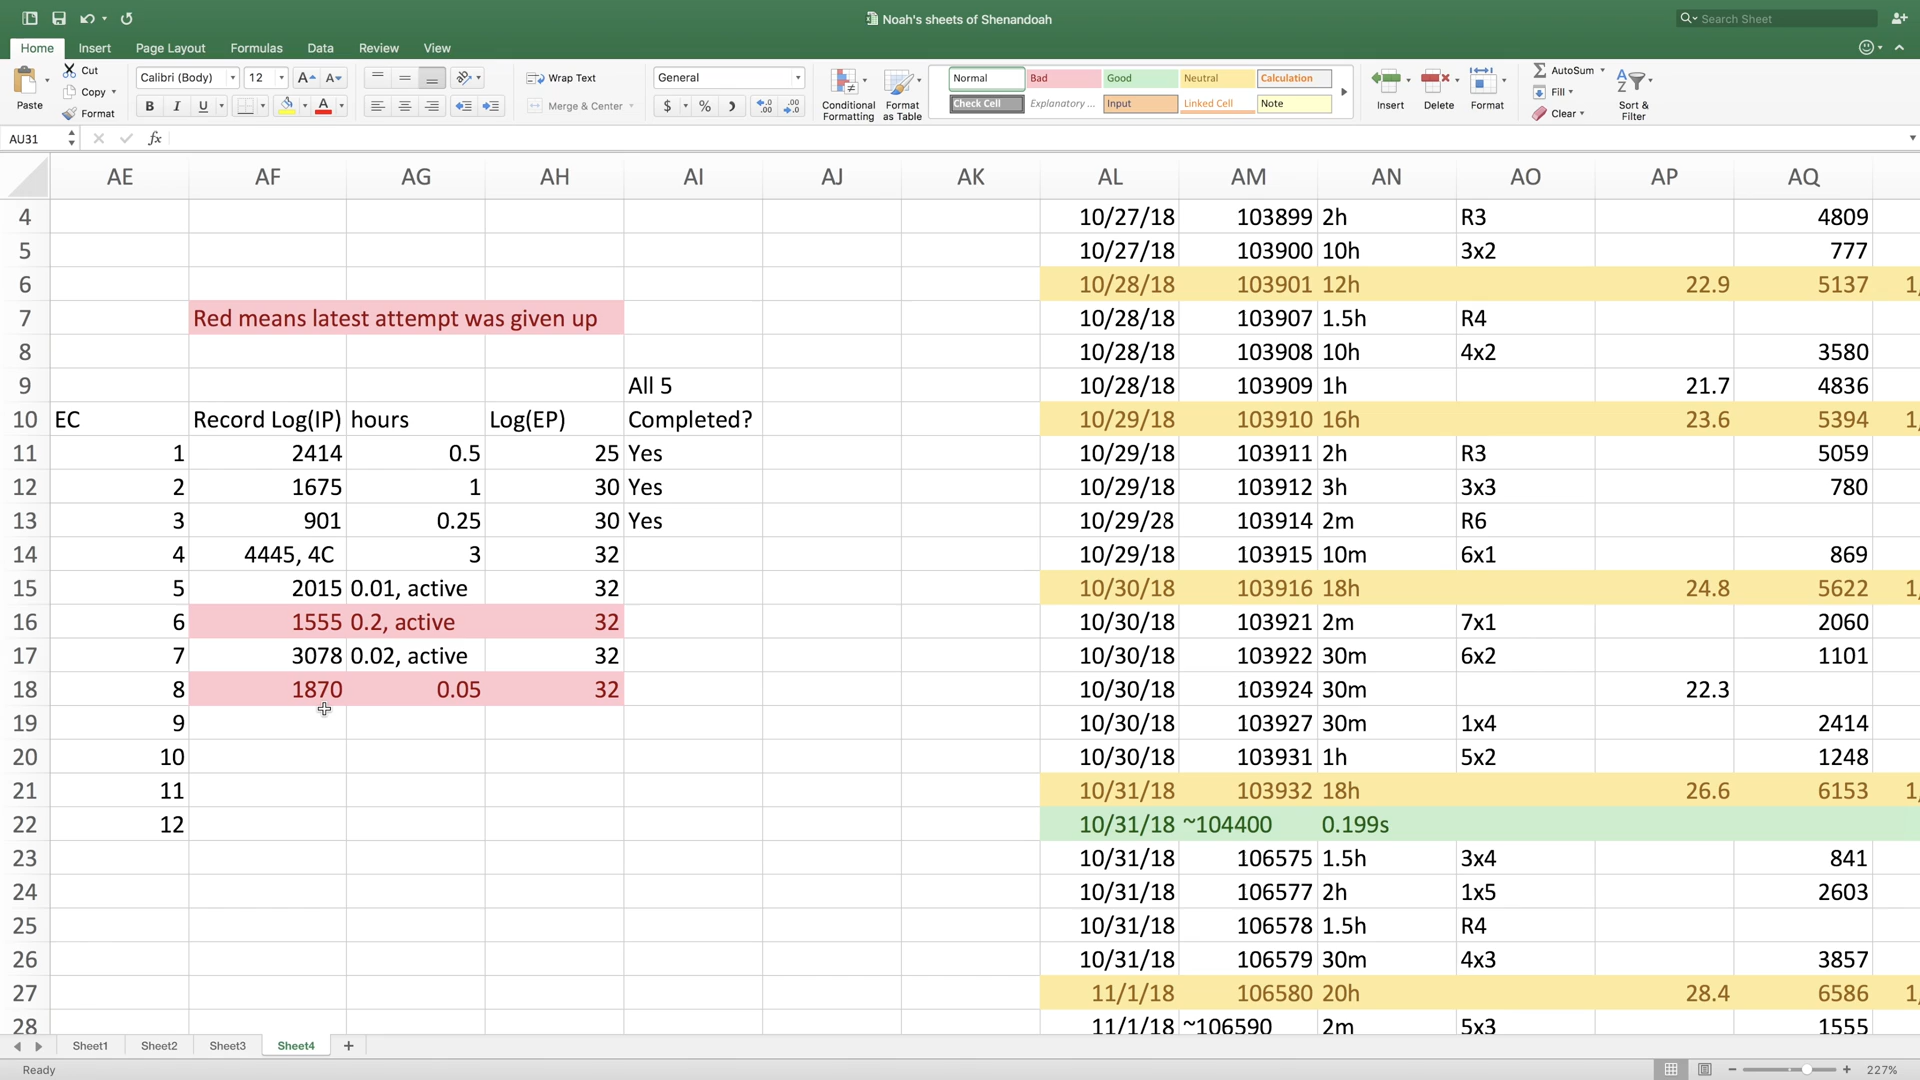 Noah's sheets of Shenandoah
Search Sheet
Home Insert Page Layout Formulas Data Review View
Paste
Cut
Copy
Format
Calibri (Body) 12 A A
B I U A
Wrap Text
Merge & Center
General
$ % )
.0 .00
.00 .0
Conditional
Formatting
Format
as Table
Normal Bad Good Neutral Calculation
Check Cell Explanatory ... Input Linked Cell Note
Insert Delete Format
AutoSum
Fill
Clear
Sort &
Filter
AU31 fx
AE AF AG AH AI AJ AK AL AM AN AO AP AQ
4 10/27/18 103899 2h R3 4809
5 10/27/18 103900 10h 3x2 777
6 10/28/18 103901 12h 22.9 5137 1,
7 Red means latest attempt was given up 10/28/18 103907 1.5h R4
8 10/28/18 103908 10h 4x2 3580
9 All 5 10/28/18 103909 1h 21.7 4836
10 EC Record Log(IP) hours Log(EP) Completed? 10/29/18 103910 16h 23.6 5394 1,
11 1 2414 0.5 25 Yes 10/29/18 103911 2h R3 5059
12 2 1675 1 30 Yes 10/29/18 103912 3h 3x3 780
13 3 901 0.25 30 Yes 10/29/28 103914 2m R6
14 4 4445, 4C 3 32 10/29/18 103915 10m 6x1 869
15 5 2015 0.01, active 32 10/30/18 103916 18h 24.8 5622 1,
16 6 1555 0.2, active 32 10/30/18 103921 2m 7x1 2060
17 7 3078 0.02, active 32 10/30/18 103922 30m 6x2 1101
18 8 1870 0.05 32 10/30/18 103924 30m 22.3
19 9 10/30/18 103927 30m 1x4 2414
20 10 10/30/18 103931 1h 5x2 1248
21 11 10/31/18 103932 18h 26.6 6153 1,
22 12 10/31/18 ~104400 0.199s
23 10/31/18 106575 1.5h 3x4 841
24 10/31/18 106577 2h 1x5 2603
25 10/31/18 106578 1.5h R4
26 10/31/18 106579 30m 4x3 3857
27 11/1/18 106580 20h 28.4 6586 1,
28 11/1/18 ~106590 2m 5x3 1555
Sheet1 Sheet2 Sheet3 Sheet4 +
Ready 227%